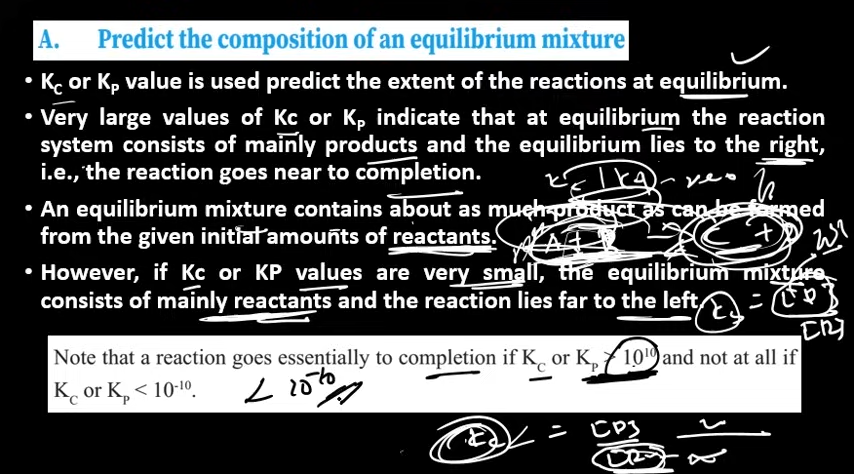 A. Predict the composition of an equilibrium mixture
• KC or KP value is used predict the extent of the reactions at equilibrium.
• Very large values of Kc or KP indicate that at equilibrium the reaction
system consists of mainly products and the equilibrium lies to the right,
i.e., the reaction goes near to completion.
• An equilibrium mixture contains about as much product as can be formed
from the given initial amounts of reactants.
A + B ⇌ C + D
• However, if Kc or KP values are very small, the equilibrium mixture
consists of mainly reactants and the reaction lies far to the left.
Kc = [P]
[R]
Note that a reaction goes essentially to completion if KC or KP > 10¹⁰ and not at all if
KC or KP < 10⁻¹⁰.
< 10⁻¹⁰
Kc = [P]
[R]